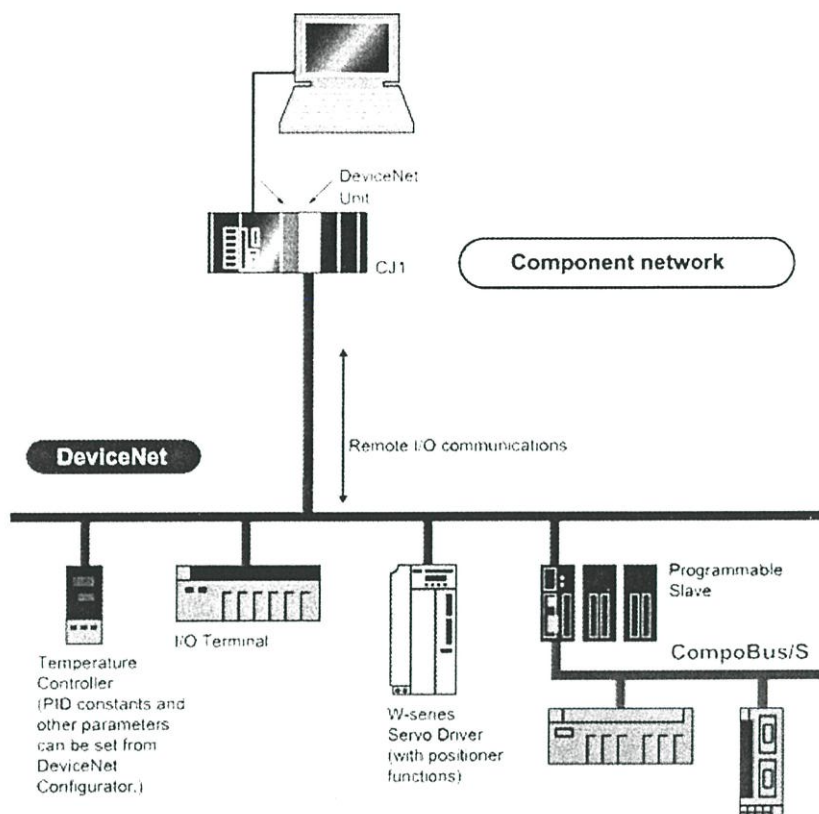 DeviceNet
Unit
CJ1
Component network
Remote I/O communications
DeviceNet
Programmable
Slave
I/O Terminal
CompoBus/S
Temperature
Controller
(PID constants and
other parameters
can be set from
DeviceNet
Configurator.)
W-series
Servo Driver
(with positioner
functions)